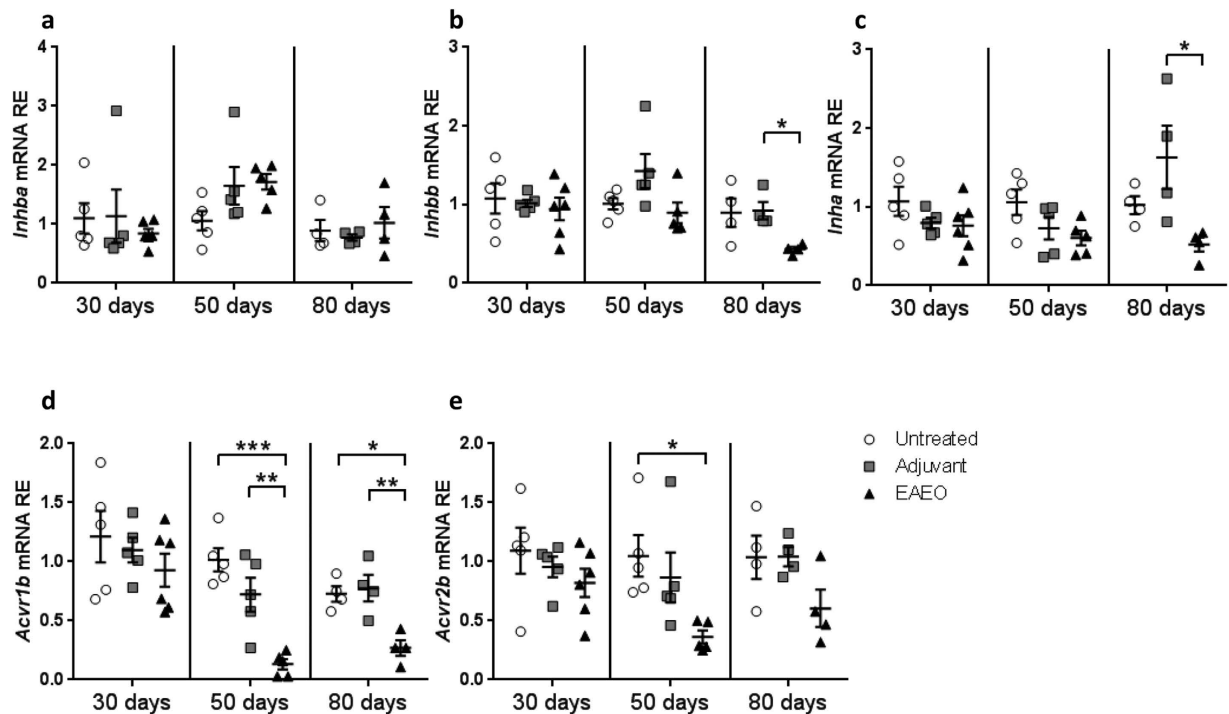 a
b
c
Inhba mRNA RE
4
3
2
1
0
30 days
50 days
80 days
Inhbb mRNA RE
3
2
1
0
*
30 days
50 days
80 days
Inha mRNA RE
3
2
1
0
*
30 days
50 days
80 days
d
e
Acvr1b mRNA RE
2.0
1.5
1.0
0.5
0.0
***
**
*
**
30 days
50 days
80 days
Acvr2b mRNA RE
2.0
1.5
1.0
0.5
0.0
*
30 days
50 days
80 days
Untreated
Adjuvant
EAEO